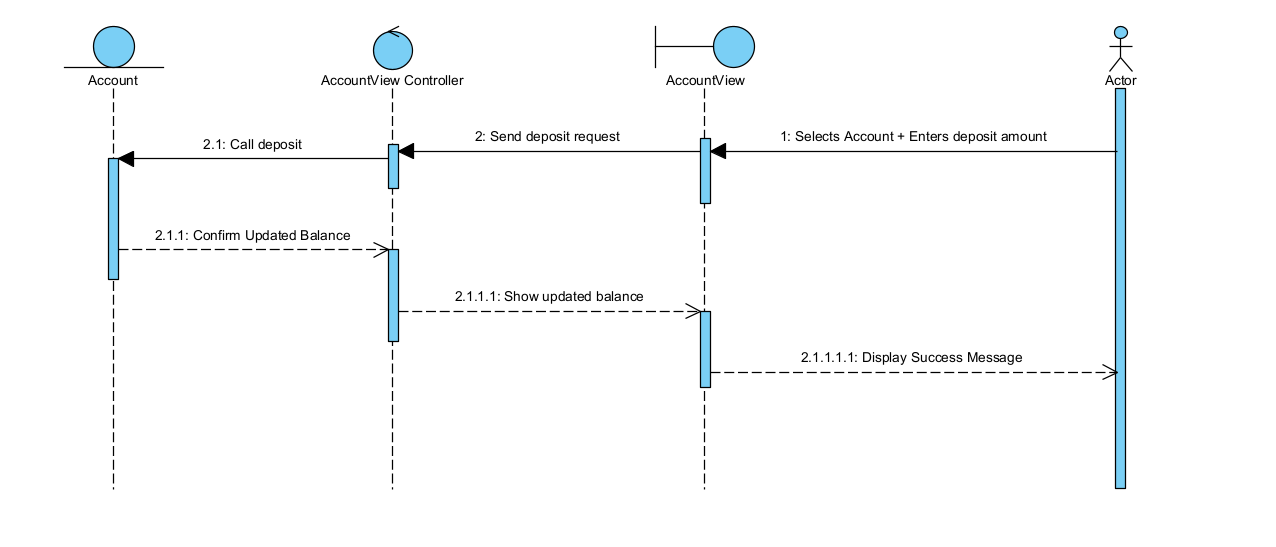 Account
AccountView Controller
AccountView
Actor
1: Selects Account + Enters deposit amount
2: Send deposit request
2.1: Call deposit
2.1.1: Confirm Updated Balance
2.1.1.1: Show updated balance
2.1.1.1.1: Display Success Message